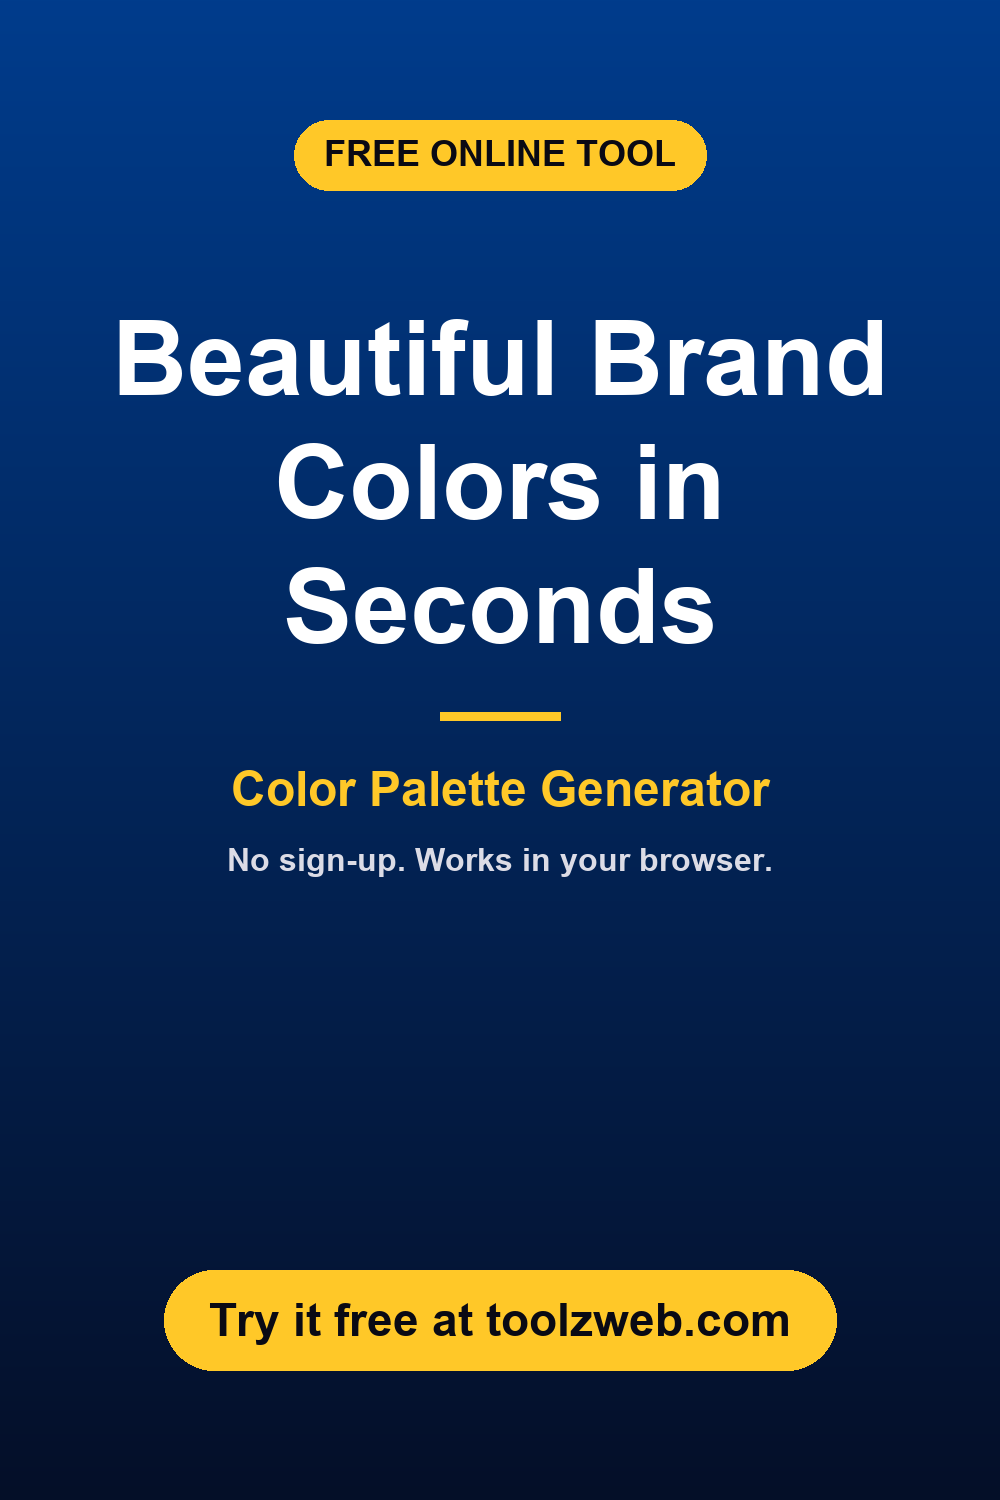 FREE ONLINE TOOL
Beautiful Brand
Colors in
Seconds
Color Palette Generator
No sign-up. Works in your browser.
Try it free at toolzweb.com